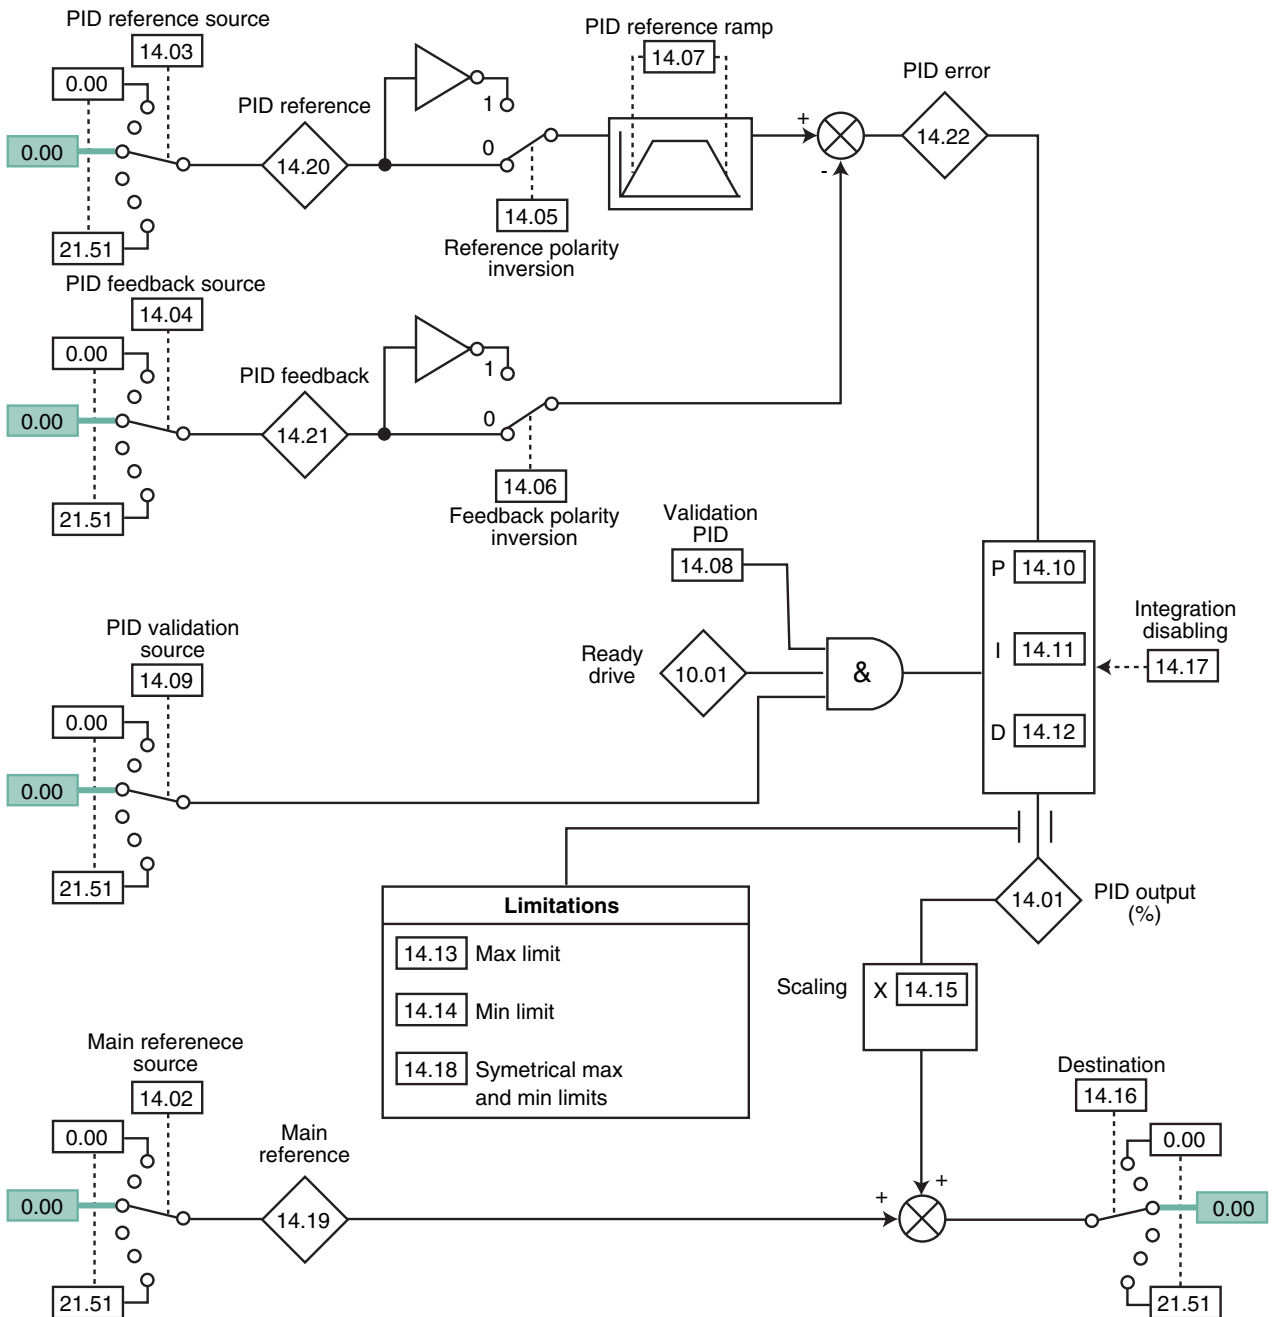 PID reference source
14.03
0.00
0.00
21.51
PID reference
14.20
1
0
14.05
Reference polarity
inversion
PID reference ramp
14.07
+
-
PID error
14.22
PID feedback source
14.04
0.00
0.00
21.51
PID feedback
14.21
1
0
14.06
Feedback polarity
inversion
Validation
PID
14.08
Ready
drive
10.01
&
P 14.10
I 14.11
D 14.12
Integration
disabling
14.17
PID validation
source
14.09
0.00
0.00
21.51
Limitations
14.13 Max limit
14.14 Min limit
14.18 Symetrical max
and min limits
14.01
PID output
(%)
Scaling
X 14.15
Main referenece
source
14.02
0.00
0.00
21.51
Main
reference
14.19
+
+
Destination
14.16
0.00
0.00
21.51